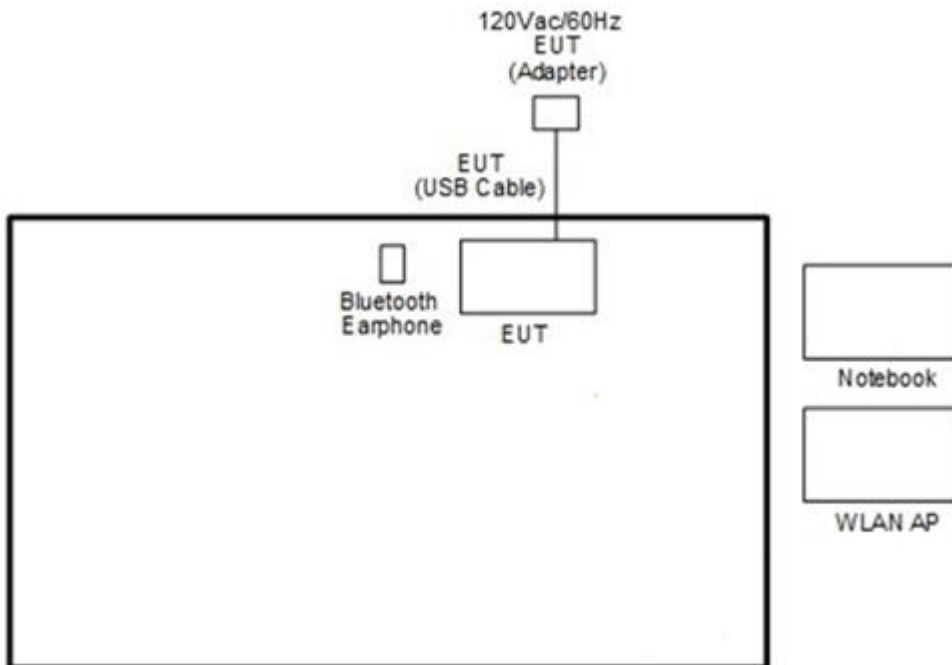 120Vac/60Hz
EUT
(Adapter)
EUT
(USB Cable)
Bluetooth
Earphone
EUT
Notebook
WLAN AP